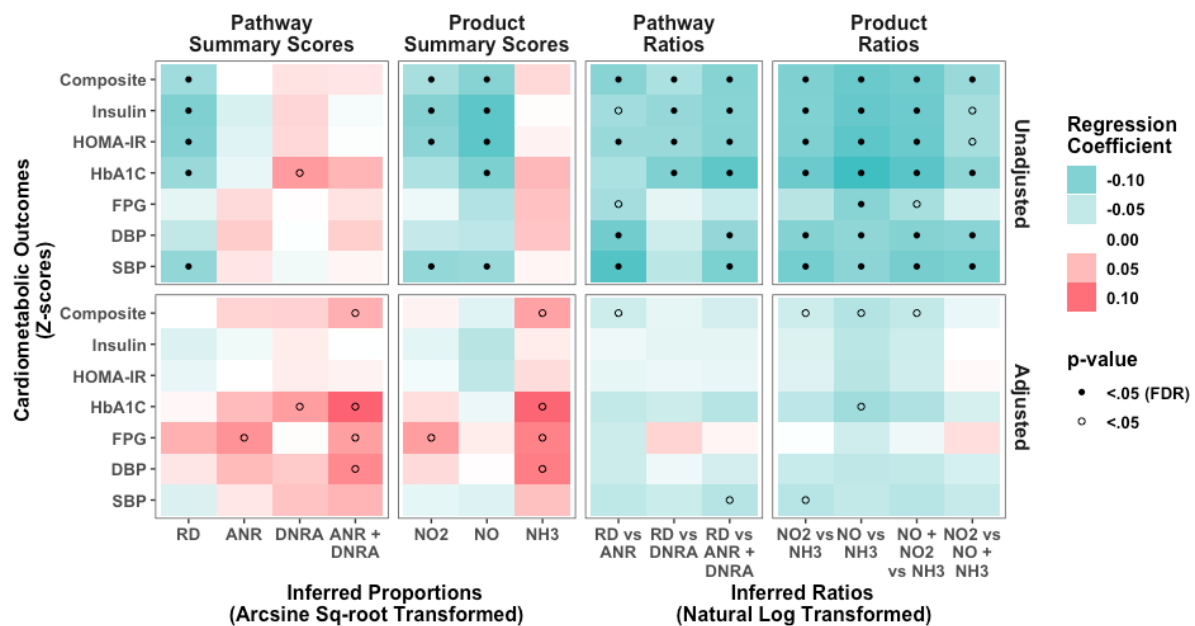 Pathway
Summary Scores
Product
Summary Scores
Pathway
Ratios
Product
Ratios
Cardiometabolic Outcomes
(Z-scores)
Composite
Insulin
HOMA-IR
HbA1C
FPG
DBP
SBP
Unadjusted
Composite
Insulin
HOMA-IR
HbA1C
FPG
DBP
SBP
Adjusted
RD
ANR
DNRA
ANR +
DNRA
NO2
NO
NH3
RD vs
ANR
RD vs
DNRA
RD vs
ANR +
DNRA
NO2 vs
NH3
NO vs
NH3
NO +
NO2
vs NH3
NO2 vs
NO +
NH3
Inferred Proportions
(Arcsine Sq-root Transformed)
Inferred Ratios
(Natural Log Transformed)
Regression
Coefficient
-0.10
-0.05
0.00
0.05
0.10
p-value
<.05 (FDR)
<.05